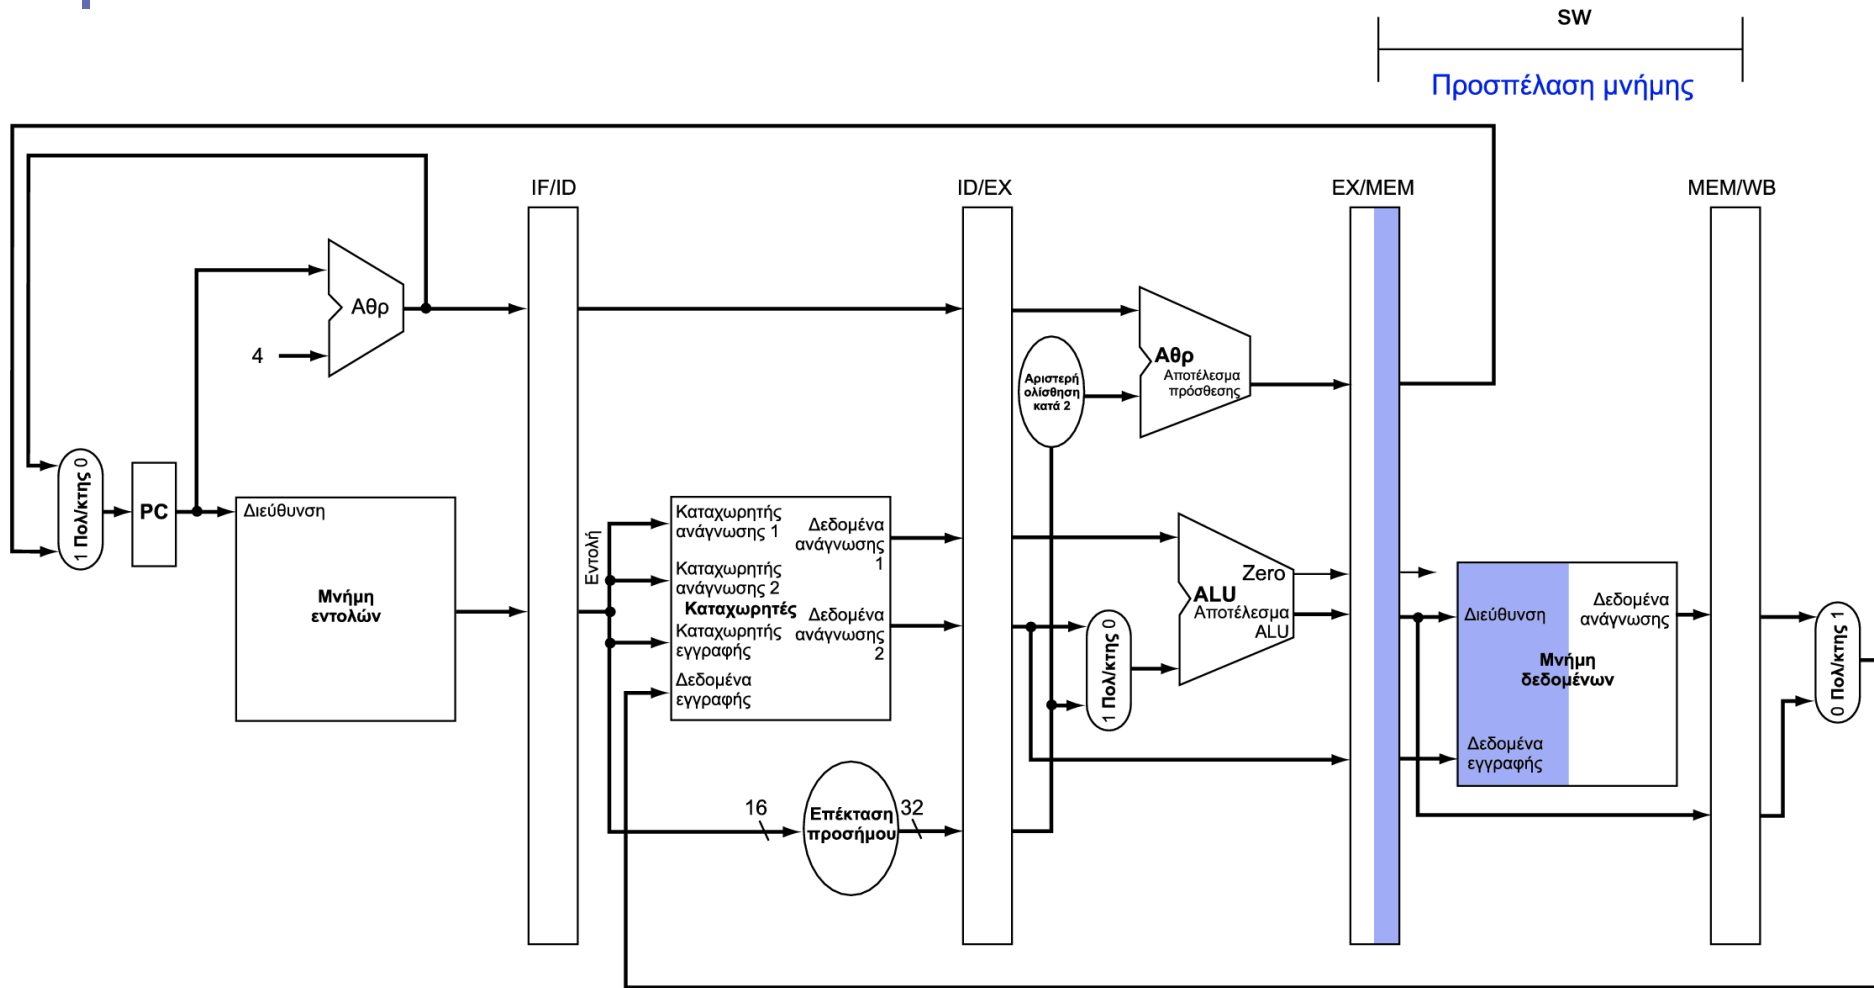 SW
Προσπέλαση μνήμης
IF/ID
ID/EX
EX/MEM
MEM/WB
Αθρ
4
Αριστερή
ολίσθηση
κατά 2
Αθρ
Αποτέλεσμα
πρόσθεσης
1 Πολ/κτης 0
PC
Διεύθυνση
Μνήμη
εντολών
Εντολή
Καταχωρητής
ανάγνωσης 1
Καταχωρητής
ανάγνωσης 2
Καταχωρητές
Καταχωρητής
εγγραφής
Δεδομένα
εγγραφής
Δεδομένα
ανάγνωσης
1
Δεδομένα
ανάγνωσης
2
16
Επέκταση
προσήμου
32
1 Πολ/κτης 0
Zero
ALU
Αποτέλεσμα
ALU
Διεύθυνση
Δεδομένα
ανάγνωσης
Μνήμη
δεδομένων
Δεδομένα
εγγραφής
0 Πολ/κτης 1